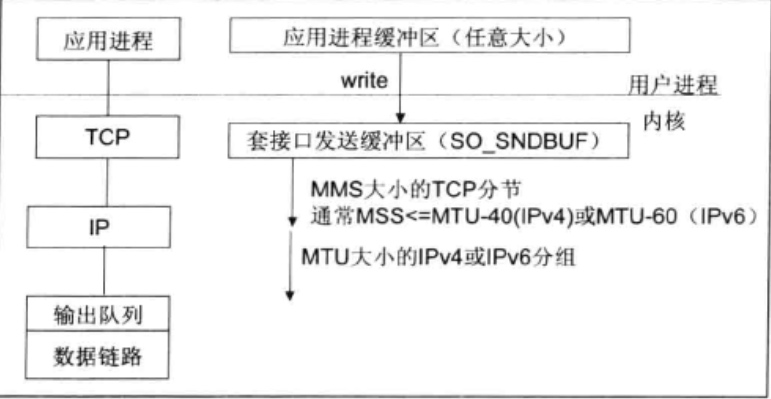 应用进程
应用进程缓冲区（任意大小）
write
用户进程
内核
TCP
套接口发送缓冲区（SO_SNDBUF）
MMS大小的TCP分节
通常MSS<=MTU-40(IPv4)或MTU-60（IPv6）
IP
MTU大小的IPv4或IPv6分组
输出队列
数据链路